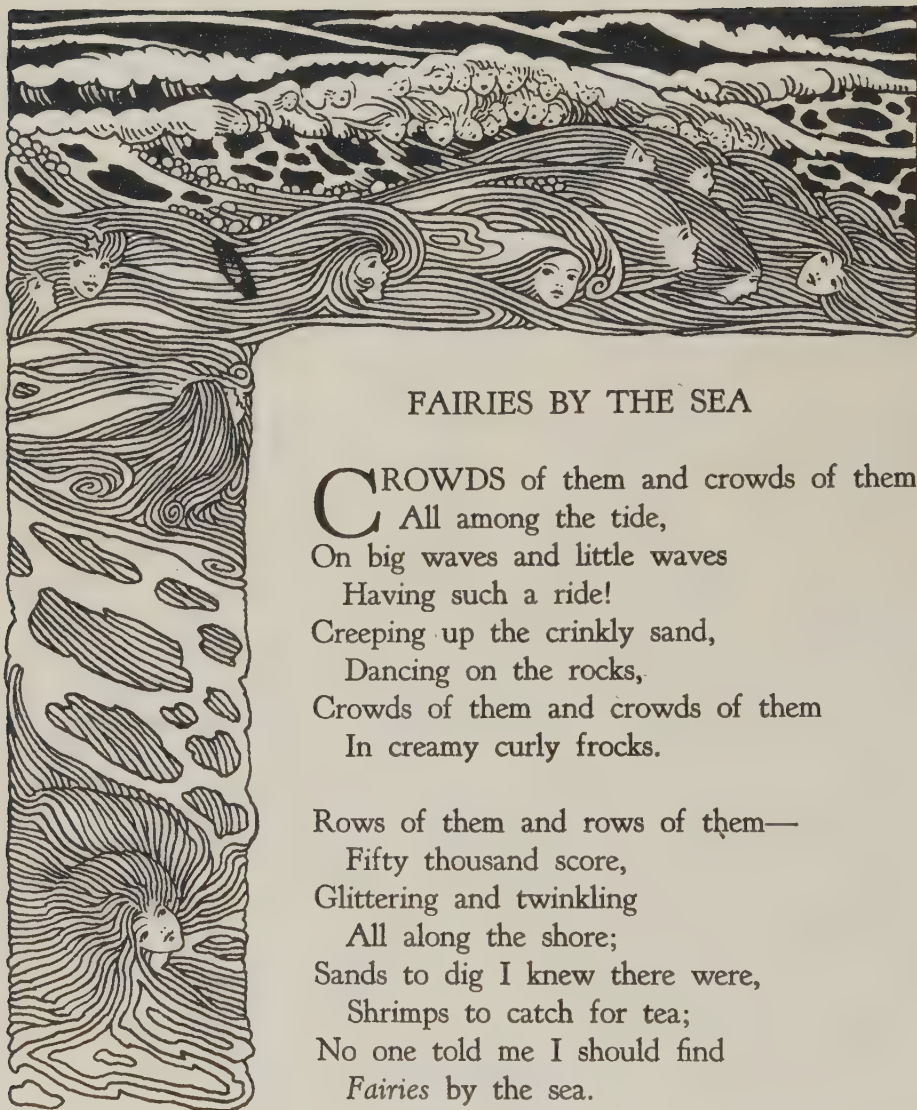 FAIRIES BY THE SEA
CROWDS of them and crowds of them
All among the tide,
On big waves and little waves
Having such a ride!
Creeping up the crinkly sand,
Dancing on the rocks,
Crowds of them and crowds of them
In creamy curly frocks.
Rows of them and rows of them—
Fifty thousand score,
Glittering and twinkling
All along the shore;
Sands to dig I knew there were,
Shrimps to catch for tea;
No one told me I should find
Fairies by the sea.